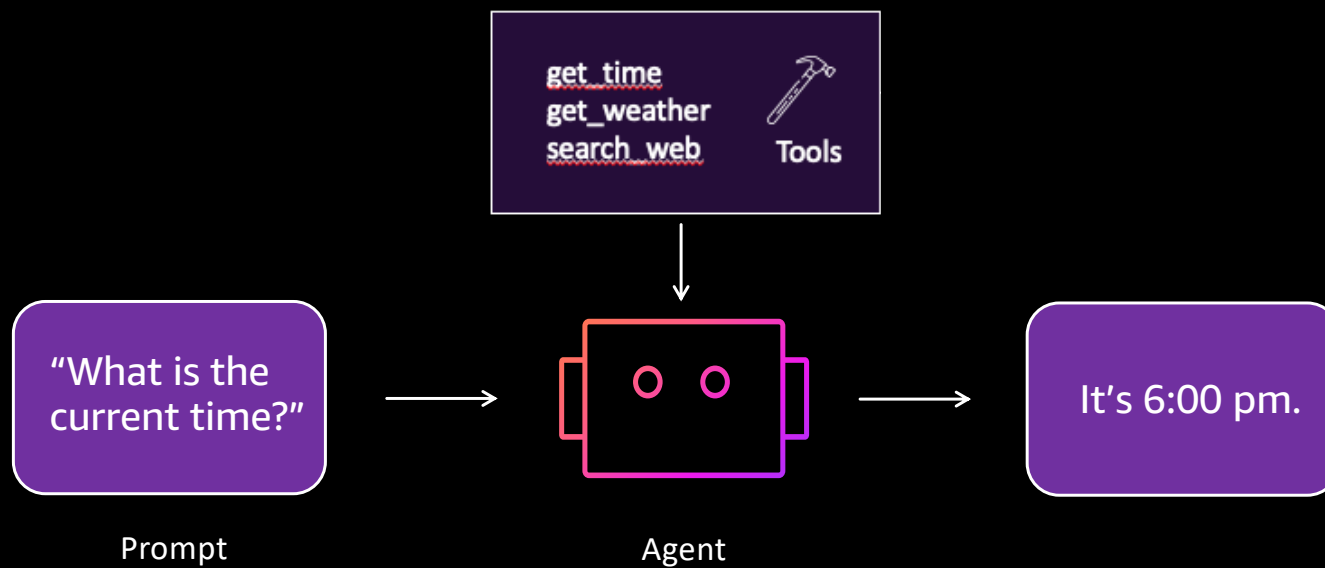 get_time
get_weather
search_web
Tools
“What is the
current time?”
It’s 6:00 pm.
Prompt
Agent